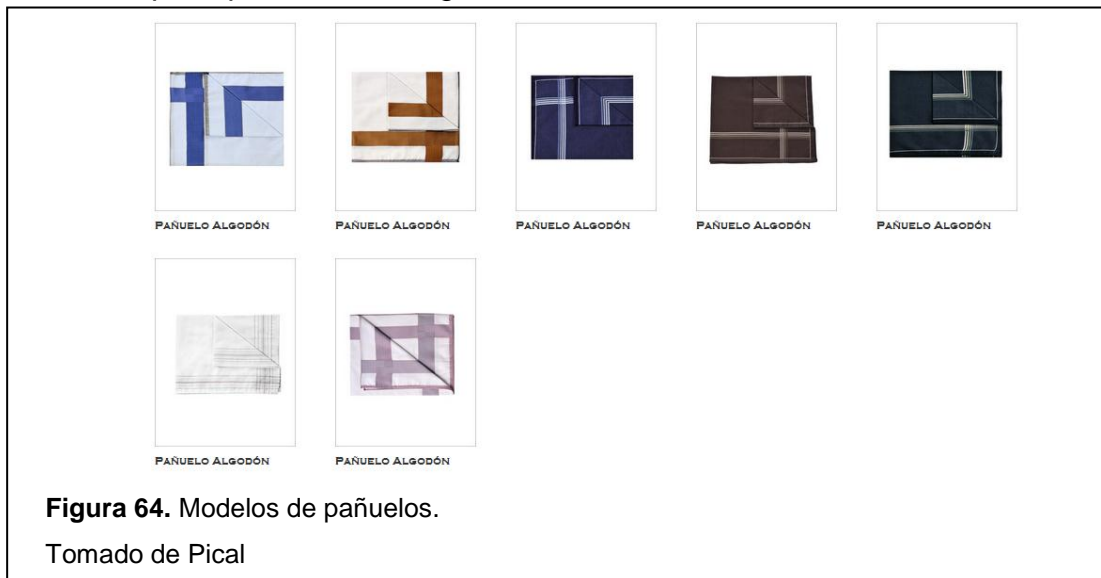 PAÑUELO ALGODÓN PAÑUELO ALGODÓN PAÑUELO ALGODÓN PAÑUELO ALGODÓN PAÑUELO ALGODÓN
PAÑUELO ALGODÓN PAÑUELO ALGODÓN
Figura 64. Modelos de pañuelos.
Tomado de Pical